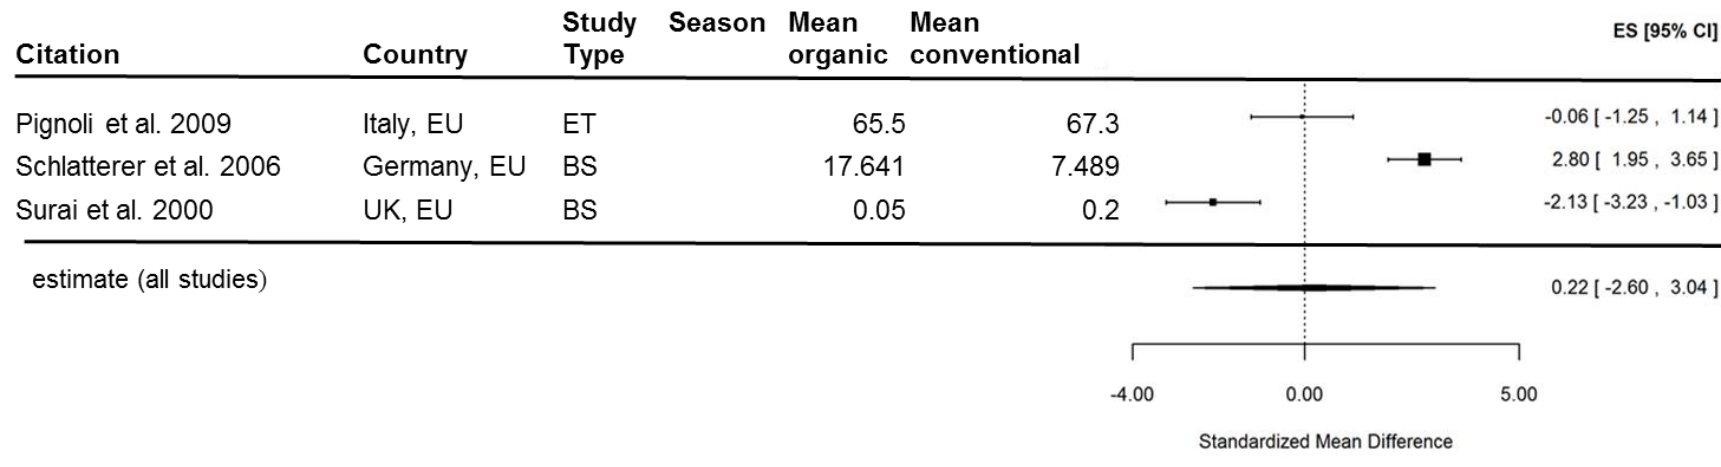 Study Season Mean Mean ES [95% CI]
Citation Country Type organic conventional
Pignoli et al. 2009 Italy, EU ET 65.5 67.3 -0.06 [ -1.25 , 1.14 ]
Schlatterer et al. 2006 Germany, EU BS 17.641 7.489 2.80 [ 1.95 , 3.65 ]
Surai et al. 2000 UK, EU BS 0.05 0.2 -2.13 [ -3.23 , -1.03 ]
estimate (all studies) 0.22 [ -2.60 , 3.04 ]
-4.00 0.00 5.00
Standardized Mean Difference